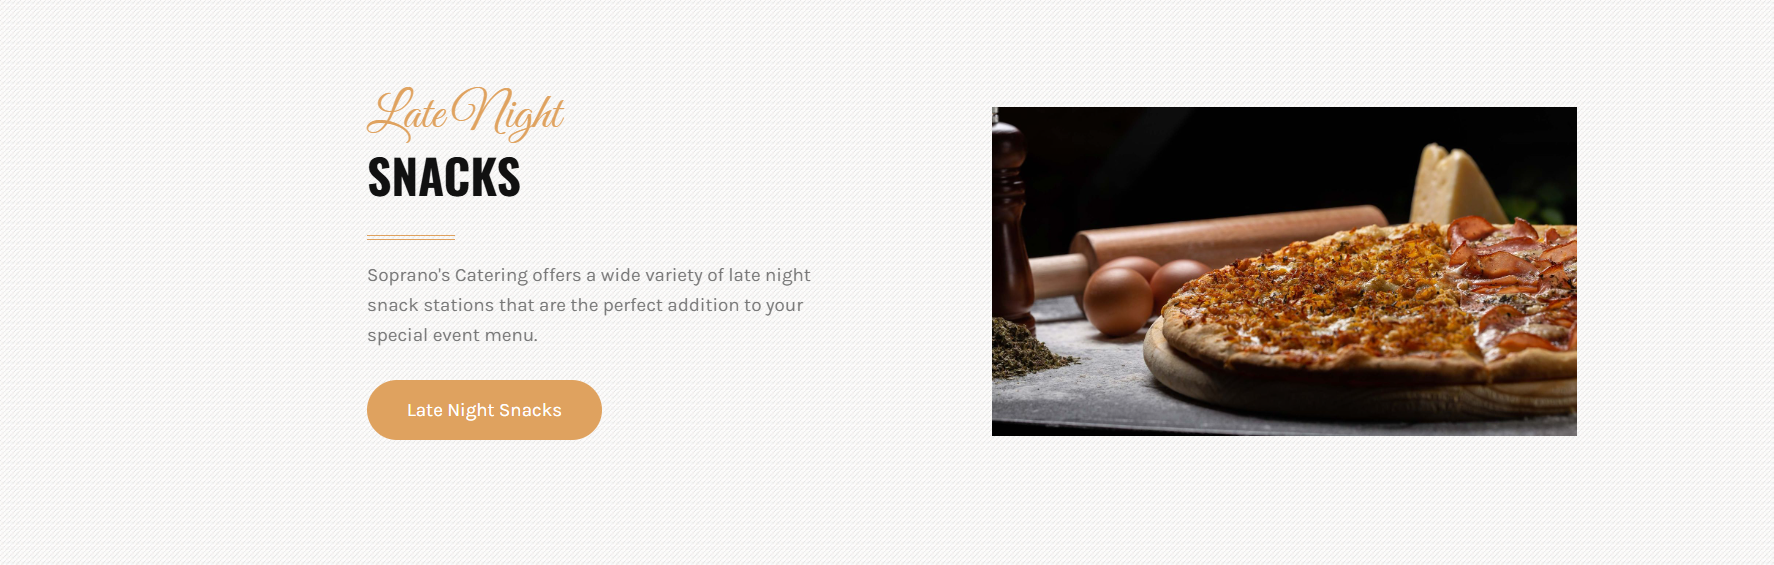 Late Night
SNACKS
Soprano's Catering offers a wide variety of late night
snack stations that are the perfect addition to your
special event menu.
Late Night Snacks